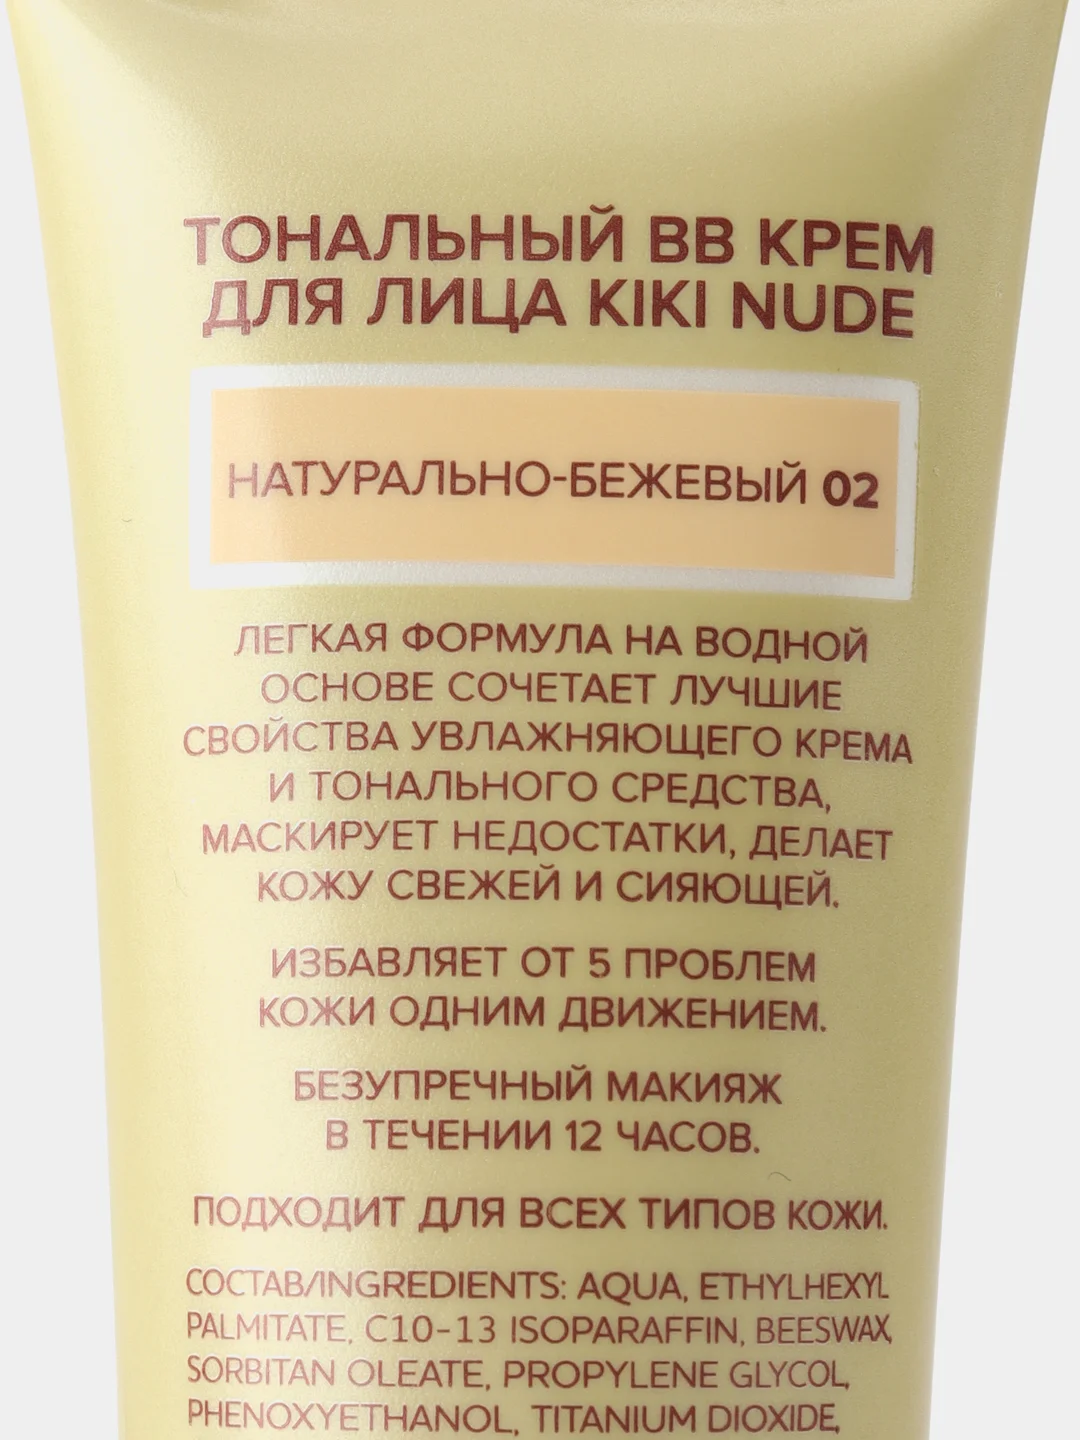 ТОНАЛЬНЫЙ BB КРЕМ
ДЛЯ ЛИЦА KIKI NUDE
НАТУРАЛЬНО-БЕЖЕВЫЙ 02
ЛЕГКАЯ ФОРМУЛА НА ВОДНОЙ
ОСНОВЕ СОЧЕТАЕТ ЛУЧШИЕ
СВОЙСТВА УВЛАЖНЯЮЩЕГО КРЕМА
И ТОНАЛЬНОГО СРЕДСТВА,
МАСКИРУЕТ НЕДОСТАТКИ, ДЕЛАЕТ
КОЖУ СВЕЖЕЙ И СИЯЮЩЕЙ.
ИЗБАВЛЯЕТ ОТ 5 ПРОБЛЕМ
КОЖИ ОДНИМ ДВИЖЕНИЕМ.
БЕЗУПРЕЧНЫЙ МАКИЯЖ
В ТЕЧЕНИИ 12 ЧАСОВ.
ПОДХОДИТ ДЛЯ ВСЕХ ТИПОВ КОЖИ.
СОСТАВ/INGREDIENTS: AQUA, ETHYLHEXYL
PALMITATE, C10-13 ISOPARAFFIN, BEESWAX,
SORBITAN OLEATE, PROPYLENE GLYCOL,
PHENOXYETHANOL, TITANIUM DIOXIDE,